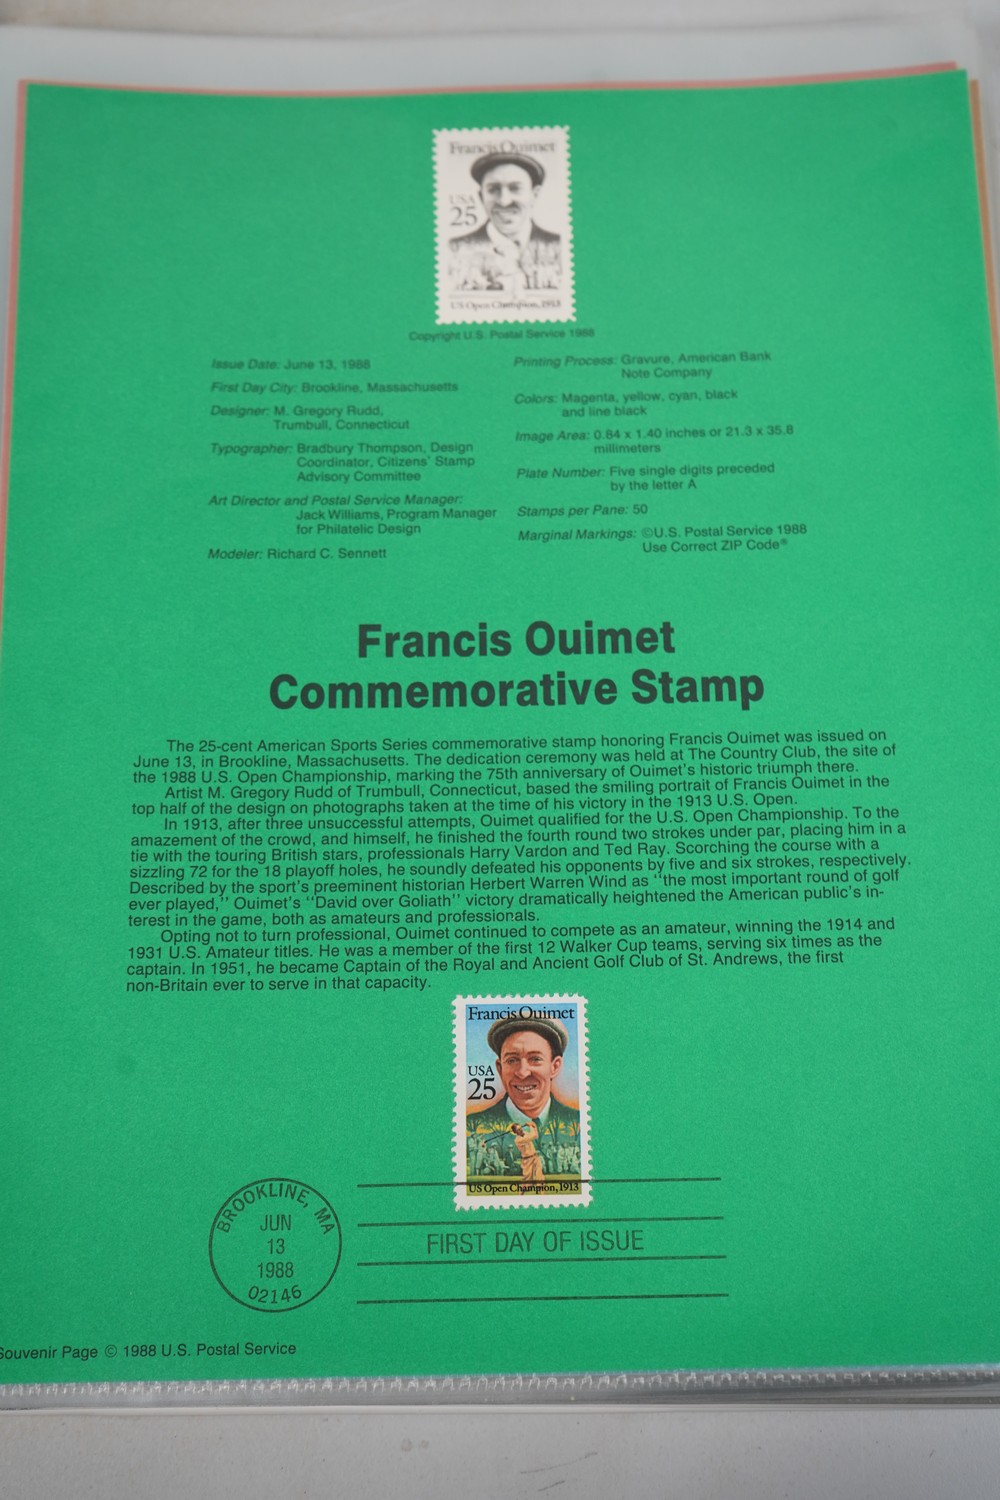 Francis Ouimet
USA
25
US Open Champion, 1913
Copyright U.S. Postal Service 1988
Issue Date: June 13, 1988
First Day City: Brookline, Massachusetts
Designer: M. Gregory Rudd,
Trumbull, Connecticut
Typographer: Bradbury Thompson, Design
Coordinator, Citizens' Stamp
Advisory Committee
Art Director and Postal Service Manager:
Jack Williams, Program Manager
for Philatelic Design
Modeler: Richard C. Sennett
Printing Process: Gravure, American Bank
Note Company
Colors: Magenta, yellow, cyan, black
and line black
Image Area: 0.84 x 1.40 inches or 21.3 x 35.8
millimeters
Plate Number: Five single digits preceded
by the letter A
Stamps per Pane: 50
Marginal Markings: ©U.S. Postal Service 1988
Use Correct ZIP Code®
Francis Ouimet
Commemorative Stamp
The 25-cent American Sports Series commemorative stamp honoring Francis Ouimet was issued on
June 13, in Brookline, Massachusetts. The dedication ceremony was held at The Country Club, the site of
the 1988 U.S. Open Championship, marking the 75th anniversary of Ouimet's historic triumph there.
Artist M. Gregory Rudd of Trumbull, Connecticut, based the smiling portrait of Francis Ouimet in the
top half of the design on photographs taken at the time of his victory in the 1913 U.S. Open.
In 1913, after three unsuccessful attempts, Ouimet qualified for the U.S. Open Championship. To the
amazement of the crowd, and himself, he finished the fourth round two strokes under par, placing him in a
tie with the touring British stars, professionals Harry Vardon and Ted Ray. Scorching the course with a
sizzling 72 for the 18 playoff holes, he soundly defeated his opponents by five and six strokes, respectively.
Described by the sport's preeminent historian Herbert Warren Wind as "the most important round of golf
ever played," Ouimet's "David over Goliath" victory dramatically heightened the American public's in-
terest in the game, both as amateurs and professionals.
Opting not to turn professional, Ouimet continued to compete as an amateur, winning the 1914 and
1931 U.S. Amateur titles. He was a member of the first 12 Walker Cup teams, serving six times as the
captain. In 1951, he became Captain of the Royal and Ancient Golf Club of St. Andrews, the first
non-Britain ever to serve in that capacity.
Francis Ouimet
USA
25
US Open Champion, 1913
BROOKLINE, MA
JUN
13
1988
02146
FIRST DAY OF ISSUE
Souvenir Page © 1988 U.S. Postal Service